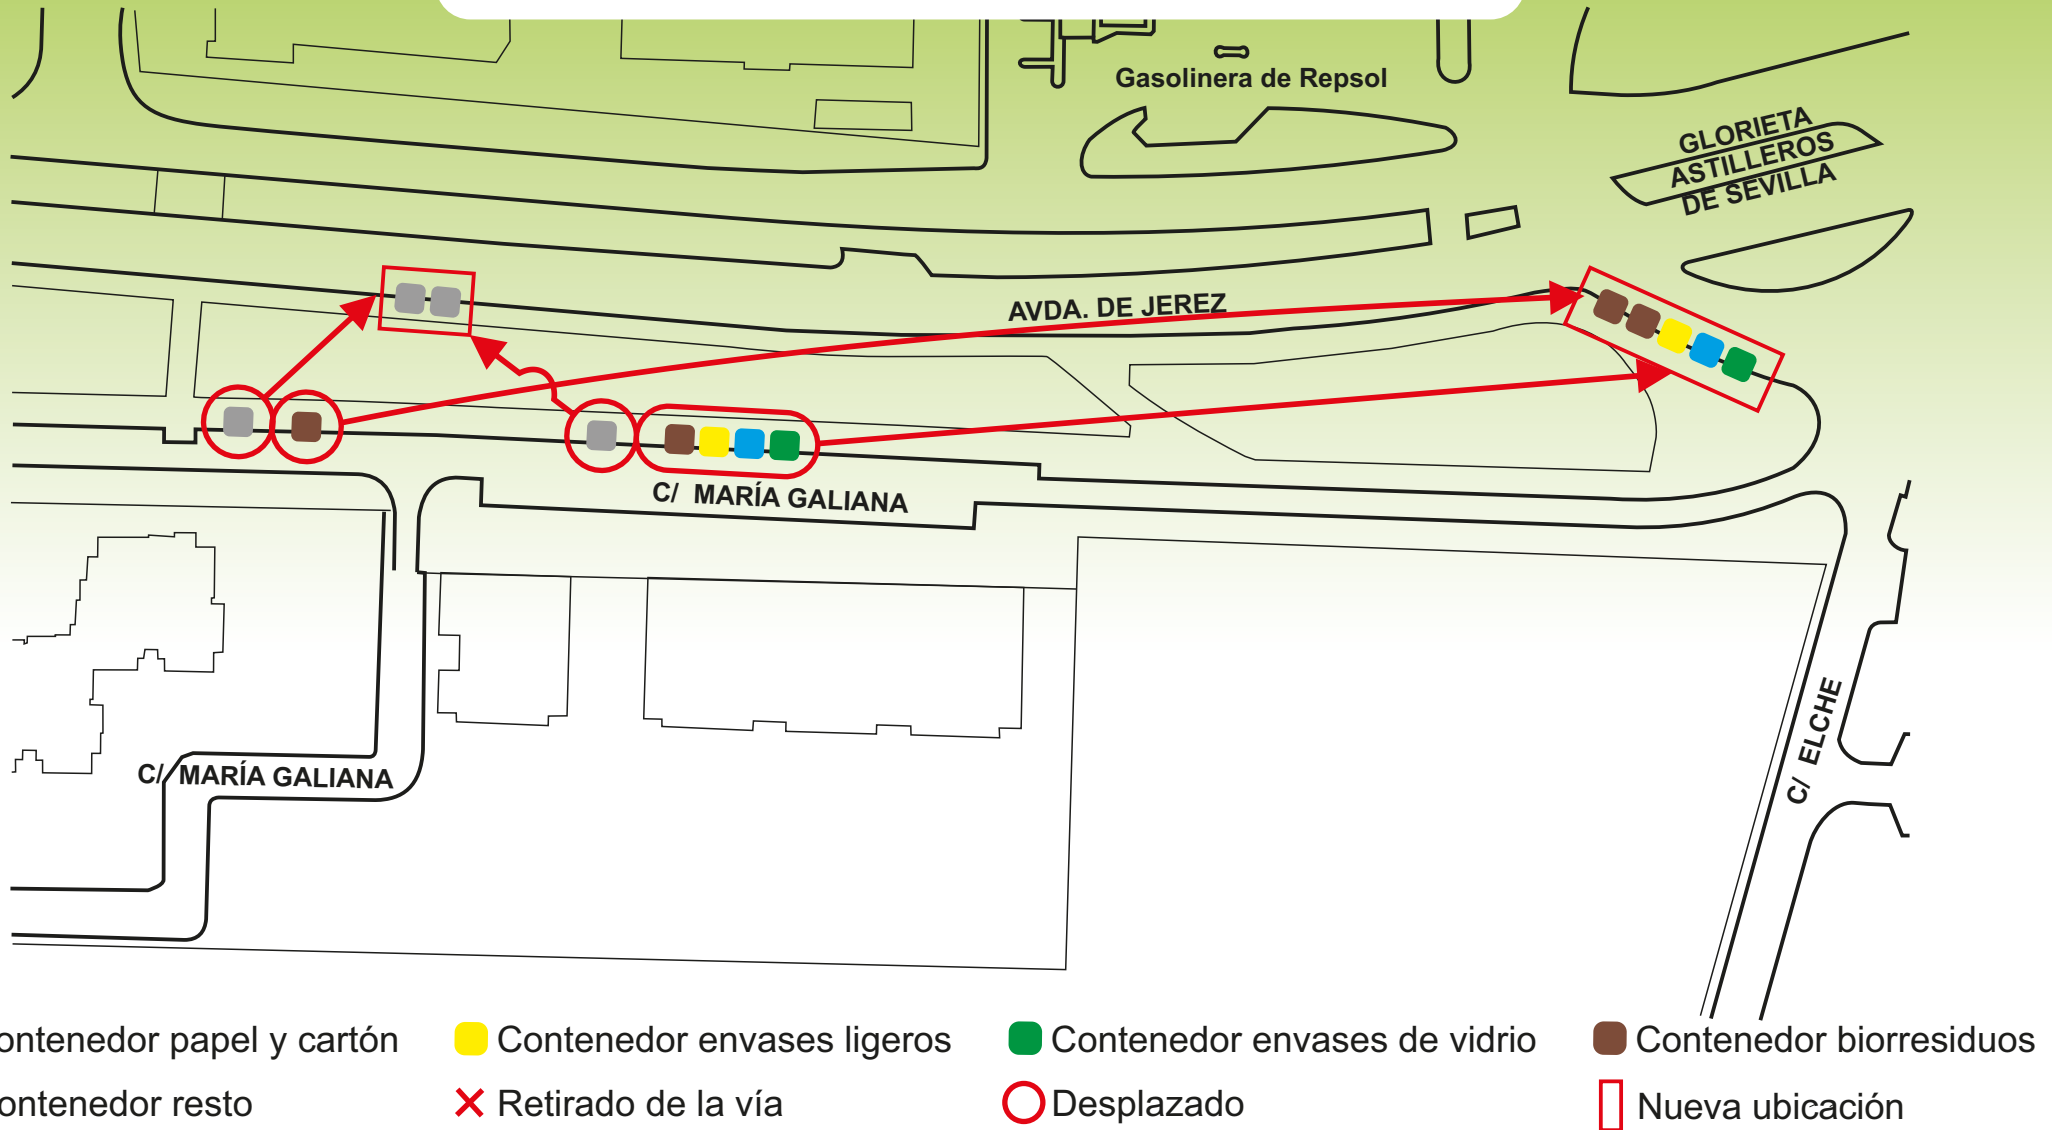 Gasolinera de Repsol
GLORIETA
ASTILLEROS
DE SEVILLA
AVDA. DE JEREZ
C/ MARÍA GALIANA
C/ MARÍA GALIANA
C/ ELCHE
ontenedor papel y cartón
Contenedor envases ligeros
Contenedor envases de vidrio
Contenedor biorresiduos
ontenedor resto
Retirado de la vía
Desplazado
Nueva ubicación